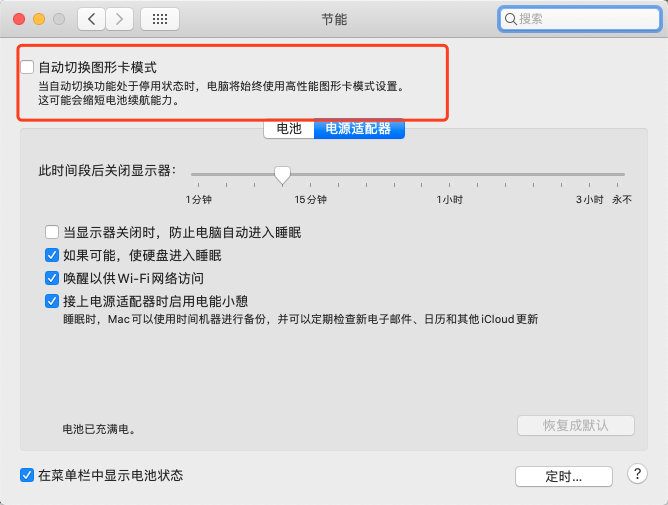 节能
搜索
自动切换图形卡模式
当自动切换功能处于停用状态时，电脑将始终使用高性能图形卡模式设置。
这可能会缩短电池续航能力。
电池 电源适配器
此时间段后关闭显示器：
1分钟 15分钟 1小时 3小时 永不
当显示器关闭时，防止电脑自动进入睡眠
如果可能，使硬盘进入睡眠
唤醒以供Wi-Fi网络访问
接上电源适配器时启用电能小憩
睡眠时，Mac可以使用时间机器进行备份，并可以定期检查新电子邮件、日历和其他iCloud更新
电池已充满电。
恢复成默认
在菜单栏中显示电池状态
定时...
?